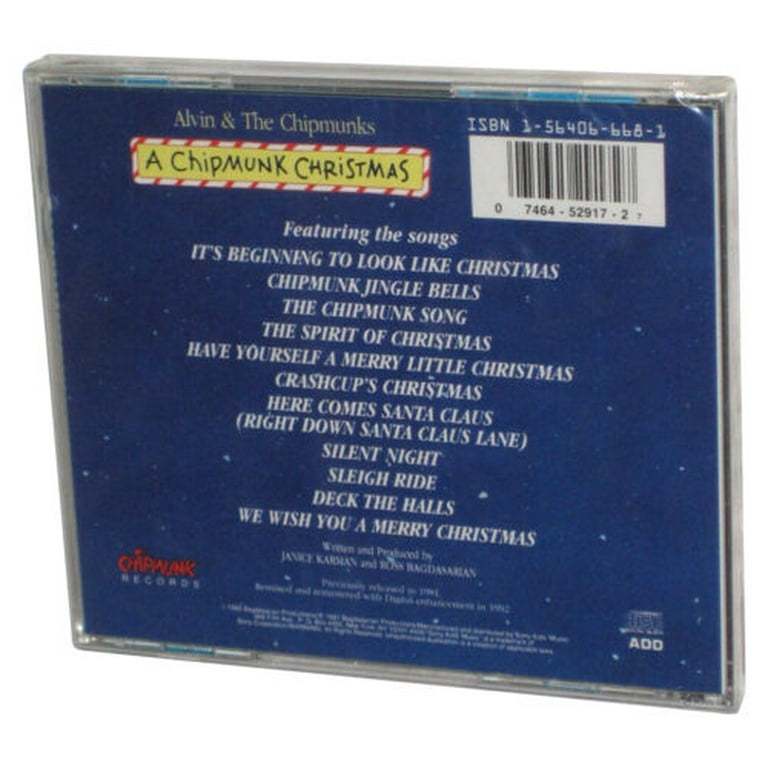 Alvin & The Chipmunks
A CHIPMUNK CHRISTMAS
ISBN 1-56406-668-1
0 7464-52917-2 7
Featuring the songs
IT'S BEGINNING TO LOOK LIKE CHRISTMAS
CHIPMUNK JINGLE BELLS
THE CHIPMUNK SONG
THE SPIRIT OF CHRISTMAS
HAVE YOURSELF A MERRY LITTLE CHRISTMAS
CRASHCUP'S CHRISTMAS
HERE COMES SANTA CLAUS
(RIGHT DOWN SANTA CLAUS LANE)
SILENT NIGHT
SLEIGH RIDE
DECK THE HALLS
WE WISH YOU A MERRY CHRISTMAS
Written and Produced by
JANICE KARMAN and ROSS BAGDASARIAN
Previously released in 1981
Remixed and remastered with Digital enhancement in 1992
CHIPMUNK
RECORDS
ADD